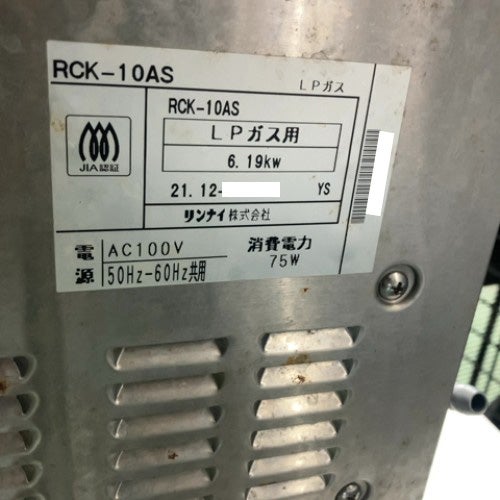 RCK-10AS
LPガス
JIA認証
RCK-10AS
LPガス用
6.19kw
21.12- YS
リンナイ株式会社
電源
AC100V
50Hz-60Hz共用
消費電力
75W